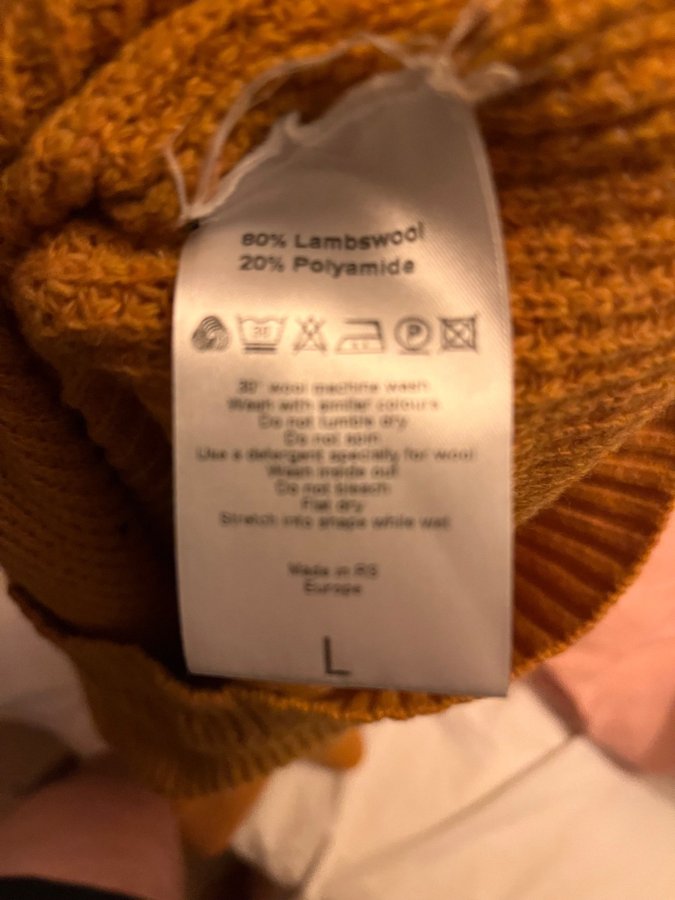 80% Lambswool
20% Polyamide
30 P
30° wool machine wash
Wash with similar colours
Do not tumble dry
Do not spin
Use a detergent specially for wool
Wash inside out
Do not bleach
Flat dry
Stretch into shape while wet
Made in RS
Europe
L